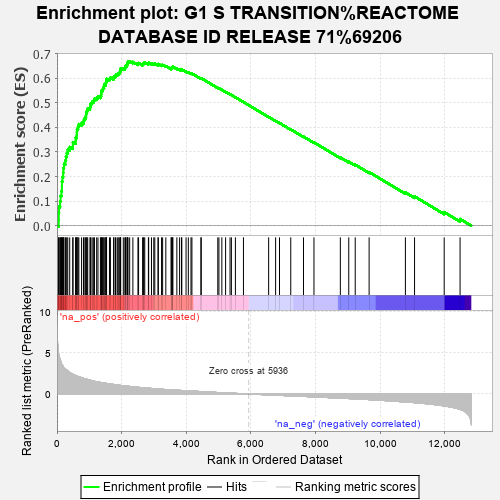 Enrichment plot: G1 S TRANSITION%REACTOME
DATABASE ID RELEASE 71%69206
Enrichment score (ES)
0.7
0.6
0.5
0.4
0.3
0.2
0.1
0.0
'na_pos' (positively correlated)
Ranked list metric (PreRanked)
10
5
0
Zero cross at 5936
'na_neg' (negatively correlated)
0
2,000
4,000
6,000
8,000
10,000
12,000
Rank in Ordered Dataset
Enrichment profile
Hits
Ranking metric scores